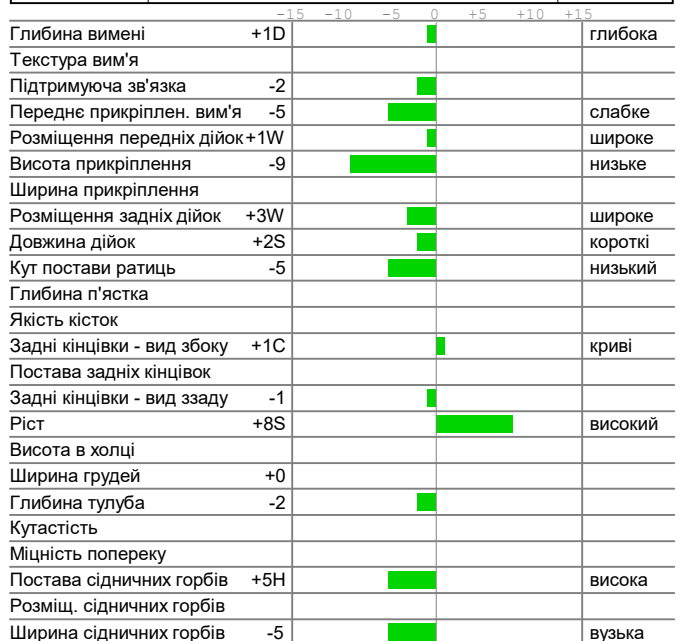 -15 -10 -5 0 +5 +10 +15
Глибина вимені +1D глибока
Текстура вим'я
Підтримуюча зв'язка -2
Переднє прикріплен. вим'я -5 слабке
Розміщення передніх дійок +1W широке
Висота прикріплення -9 низьке
Ширина прикріплення
Розміщення задніх дійок +3W широке
Довжина дійок +2S короткі
Кут постави ратиць -5 низький
Глибина п'ястка
Якість кісток
Задні кінцівки - вид збоку +1C криві
Постава задніх кінцівок
Задні кінцівки - вид ззаду -1
Ріст +8S високий
Висота в холці
Ширина грудей +0
Глибина тулуба -2
Кутастість
Міцність попереку
Постава сідничних горбів +5H висока
Розміщ. сідничних горбів
Ширина сідничних горбів -5 вузька